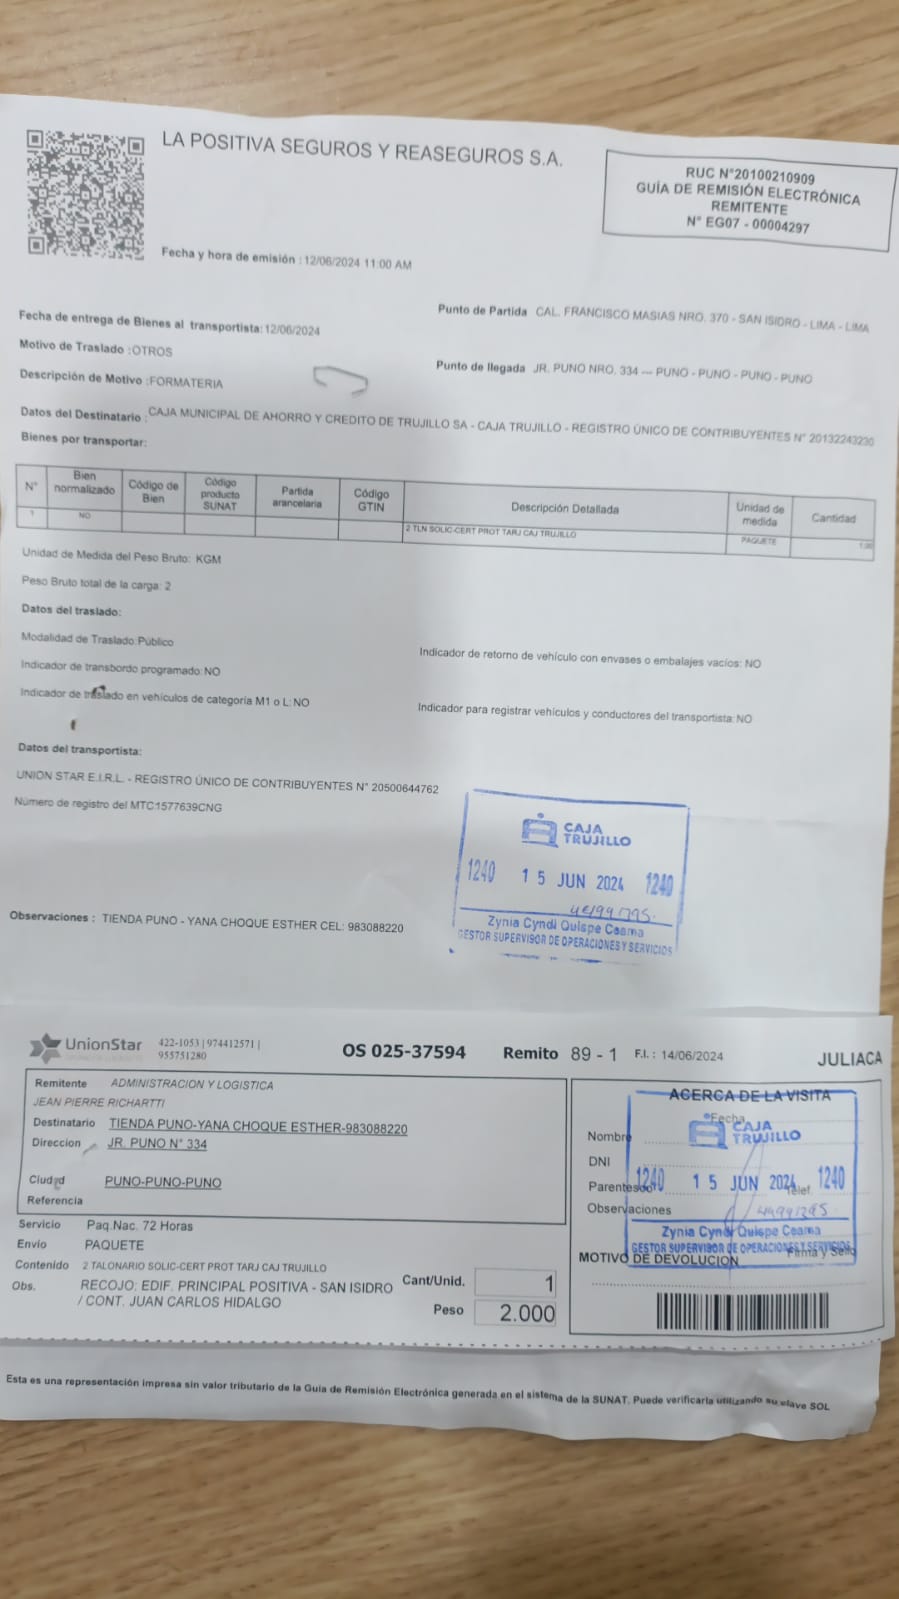 LA POSITIVA SEGUROS Y REASEGUROS S.A.
RUC N°20100210909
GUÍA DE REMISIÓN ELECTRÓNICA
REMITENTE
N° EG07 - 00004297
Fecha y hora de emisión : 12/06/2024 11:00 AM
Fecha de entrega de Bienes al transportista: 12/06/2024
Punto de Partida CAL. FRANCISCO MASIAS NRO. 370 - SAN ISIDRO - LIMA - LIMA
Motivo de Traslado :OTROS
Punto de llegada JR. PUNO NRO. 334 --- PUNO - PUNO - PUNO - PUNO
Descripción de Motivo :FORMATERIA
Datos del Destinatario : CAJA MUNICIPAL DE AHORRO Y CREDITO DE TRUJILLO SA - CAJA TRUJILLO - REGISTRO ÚNICO DE CONTRIBUYENTES N° 20132243230
Bienes por transportar:
N° Bien normalizado Código de Bien Código producto SUNAT Partida arancelaria Código GTIN Descripción Detallada Unidad de medida Cantidad
1 NO 2 TLN SOLIC-CERT PROT TARJ CAJ TRUJILLO PAQUETE 1.00
Unidad de Medida del Peso Bruto: KGM
Peso Bruto total de la carga: 2
Datos del traslado:
Modalidad de Traslado:Público
Indicador de retorno de vehículo con envases o embalajes vacíos: NO
Indicador de transbordo programado: NO
Indicador de traslado en vehículos de categoría M1 o L: NO
Indicador para registrar vehículos y conductores del transportista: NO
Datos del transportista:
UNION STAR E.I.R.L. - REGISTRO ÚNICO DE CONTRIBUYENTES N° 20500644762
Número de registro del MTC:1577639CNG
CAJA
TRUJILLO
1240 15 JUN 2024 1240
Zynia Cyndi Quispe Ccama
GESTOR SUPERVISOR DE OPERACIONES Y SERVICIOS
Observaciones : TIENDA PUNO - YANA CHOQUE ESTHER CEL: 983088220
UnionStar
422-1053 | 974412571 |
955751280
OS 025-37594 Remito 89 - 1 F.I. : 14/06/2024 JULIACA
Remitente ADMINISTRACION Y LOGISTICA
JEAN PIERRE RICHARTTI
Destinatario TIENDA PUNO-YANA CHOQUE ESTHER-983088220
Direccion JR. PUNO N° 334
Ciudad PUNO-PUNO-PUNO
Referencia
Servicio Paq.Nac. 72 Horas
Envio PAQUETE
Contenido 2 TALONARIO SOLIC-CERT PROT TARJ CAJ TRUJILLO
Obs. RECOJO: EDIF. PRINCIPAL POSITIVA - SAN ISIDRO
/ CONT. JUAN CARLOS HIDALGO
Cant/Unid. 1
Peso 2.000
ACERCA DE LA VISITA
Fecha
Nombre
DNI
Parentesco
Telef.
Observaciones
Firma y Sello
MOTIVO DE DEVOLUCION
CAJA
TRUJILLO
1240 15 JUN 2024 1240
Zynia Cyndi Quispe Ccama
GESTOR SUPERVISOR DE OPERACIONES Y SERVICIOS
Esta es una representación impresa sin valor tributario de la Guia de Remisión Electrónica generada en el sistema de la SUNAT. Puede verificarla utilizando su clave SOL